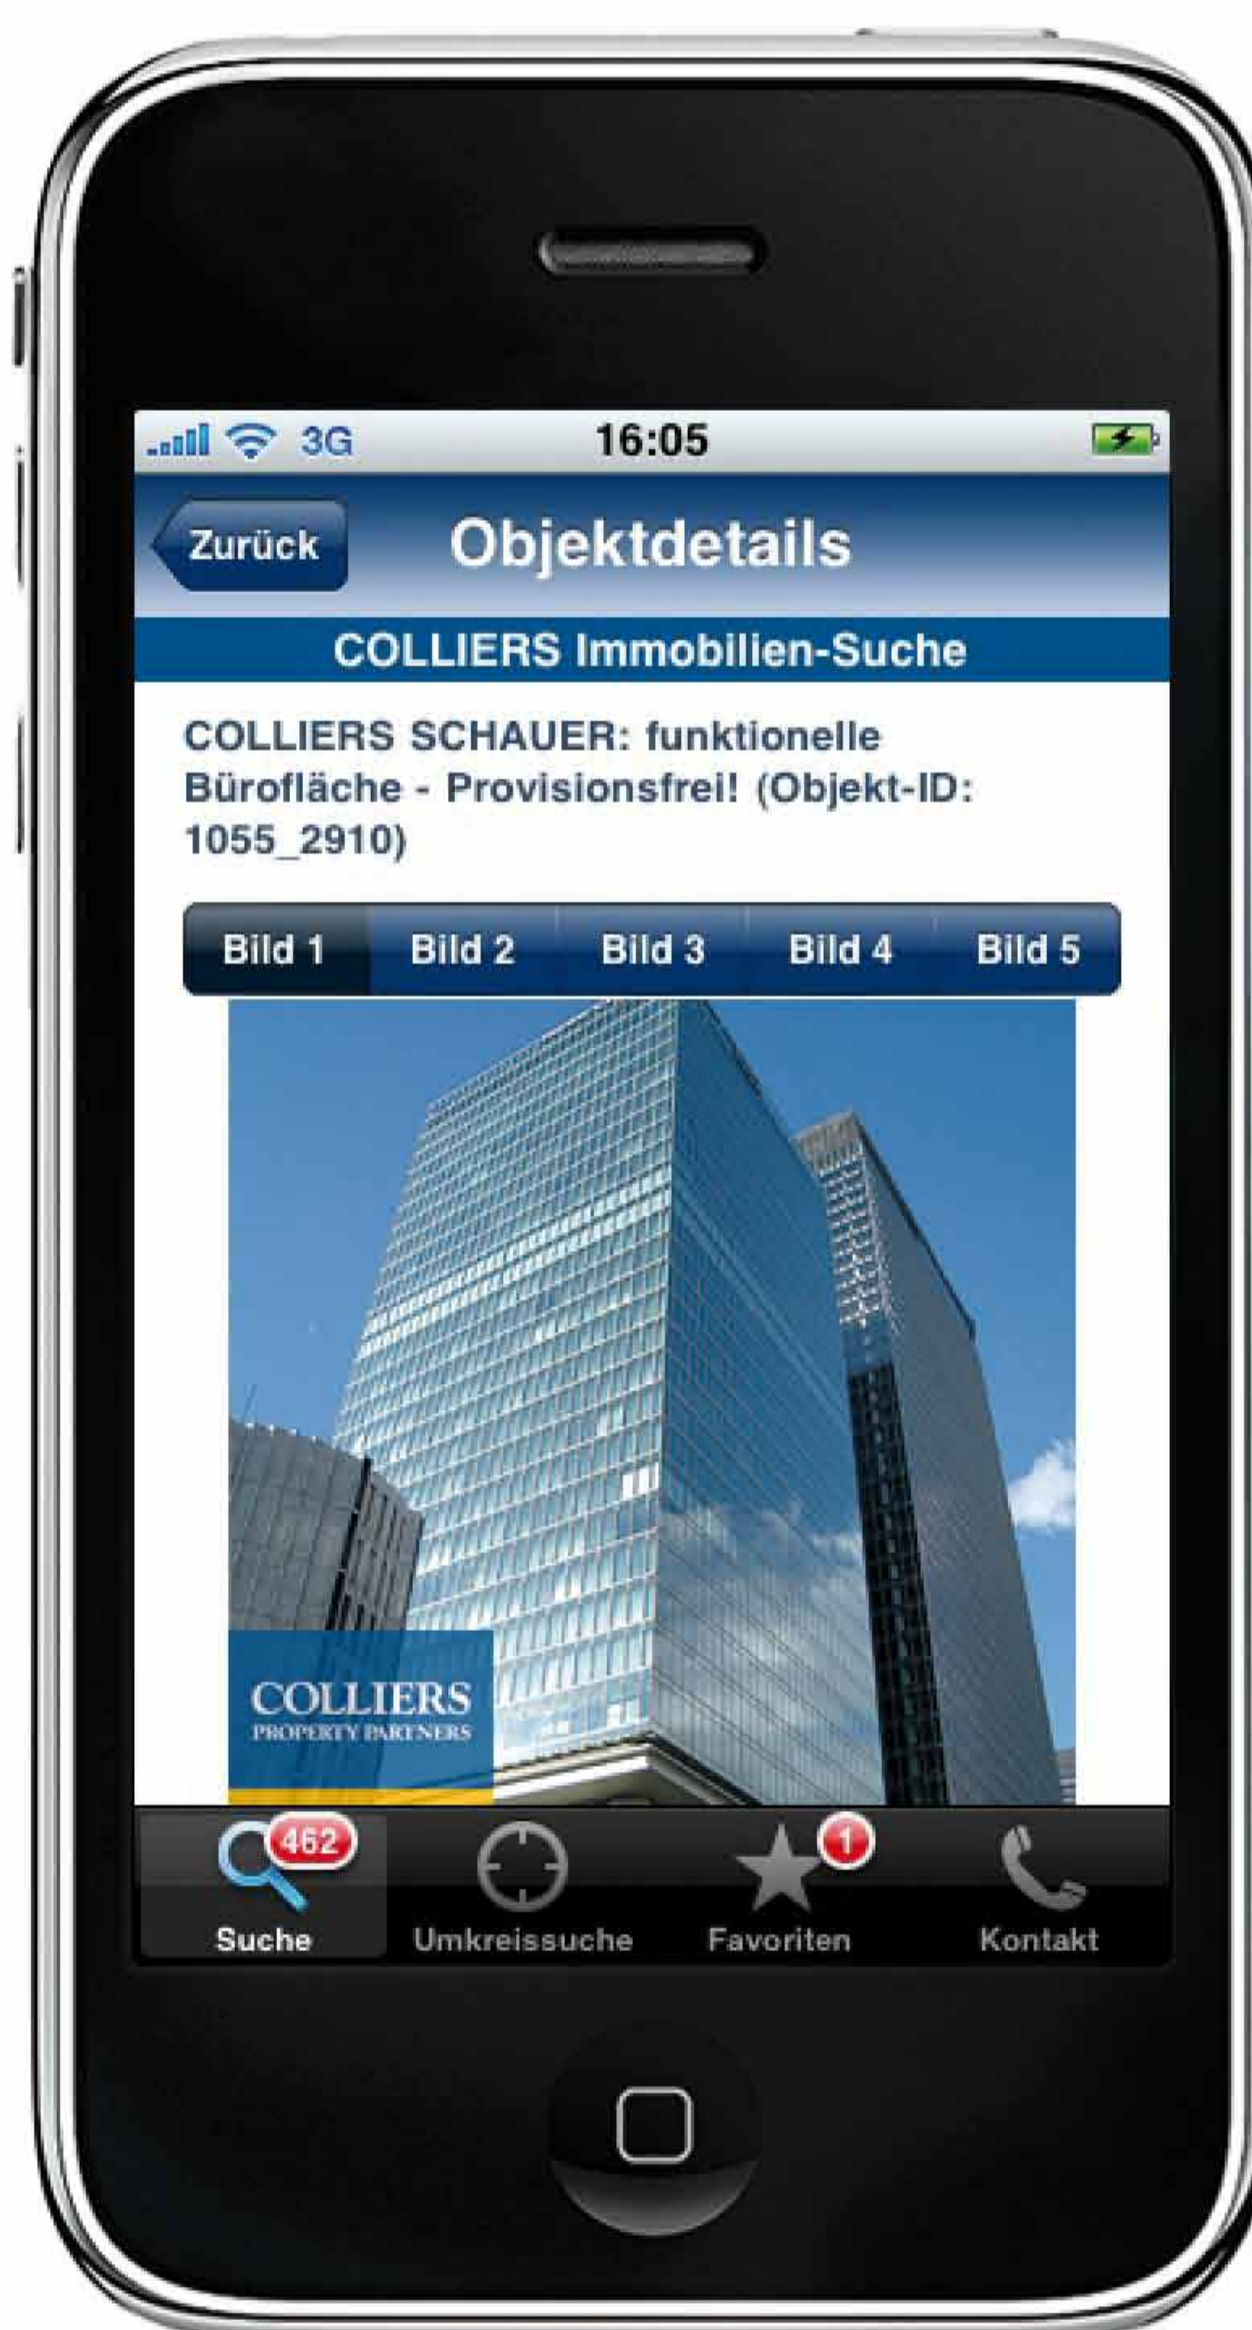 3G 16:05
Zurück Objektdetails
COLLIERS Immobilien-Suche
COLLIERS SCHAUER: funktionelle
Bürofläche - Provisionsfrei! (Objekt-ID:
1055_2910)
Bild 1 Bild 2 Bild 3 Bild 4 Bild 5
COLLIERS
PROPERTY PARTNERS
462 1
Suche Umkreissuche Favoriten Kontakt